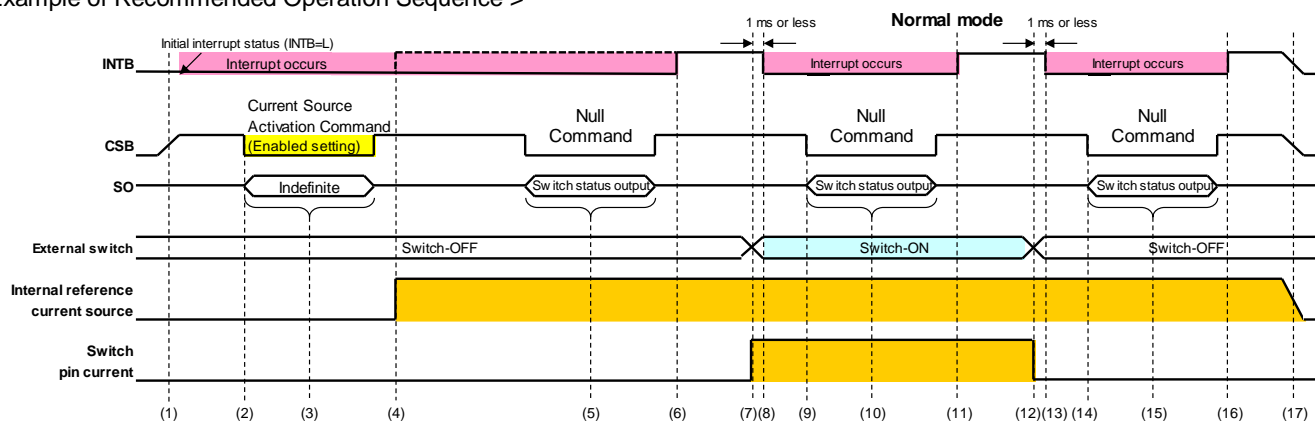 Example of Recommended Operation Sequence >
1 ms or less
Normal mode
1 ms or less
Initial interrupt status (INTB=L)
INTB
Interrupt occurs
Interrupt occurs
Interrupt occurs
Current Source
Activation Command
(Enabled setting)
Null
Command
Null
Command
Null
Command
CSB
SO
Indefinite
Switch status output
Switch status output
Switch status output
External switch
Switch-OFF
Switch-ON
Switch-OFF
Internal reference
current source
Switch
pin current
(1) (2) (3) (4) (5) (6) (7)(8) (9) (10) (11) (12)(13) (14) (15) (16) (17)